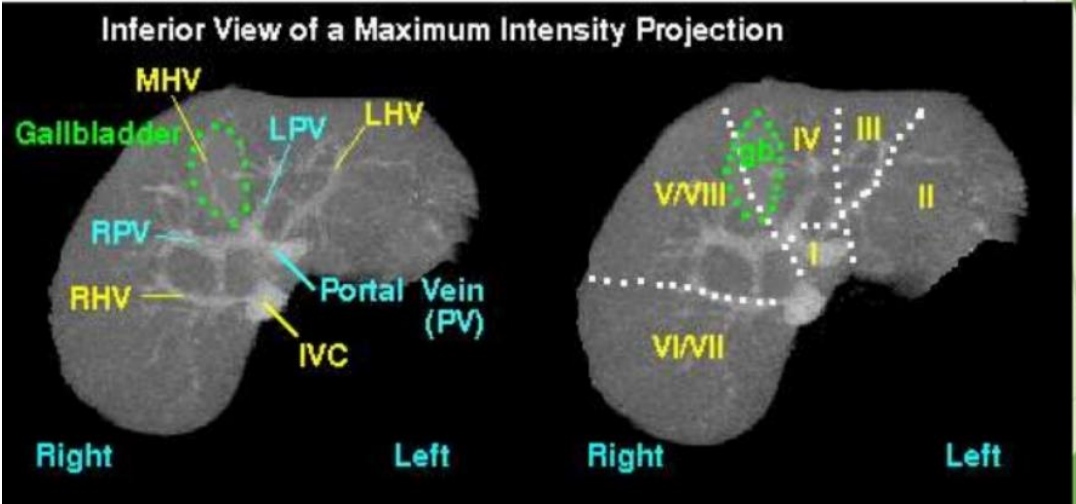 Inferior View of a Maximum Intensity Projection
MHV
Gallbladder
LPV
LHV
RPV
RHV
Portal Vein
(PV)
IVC
Right
Left
gb
IV
III
V/VIII
II
I
VI/VII
Right
Left